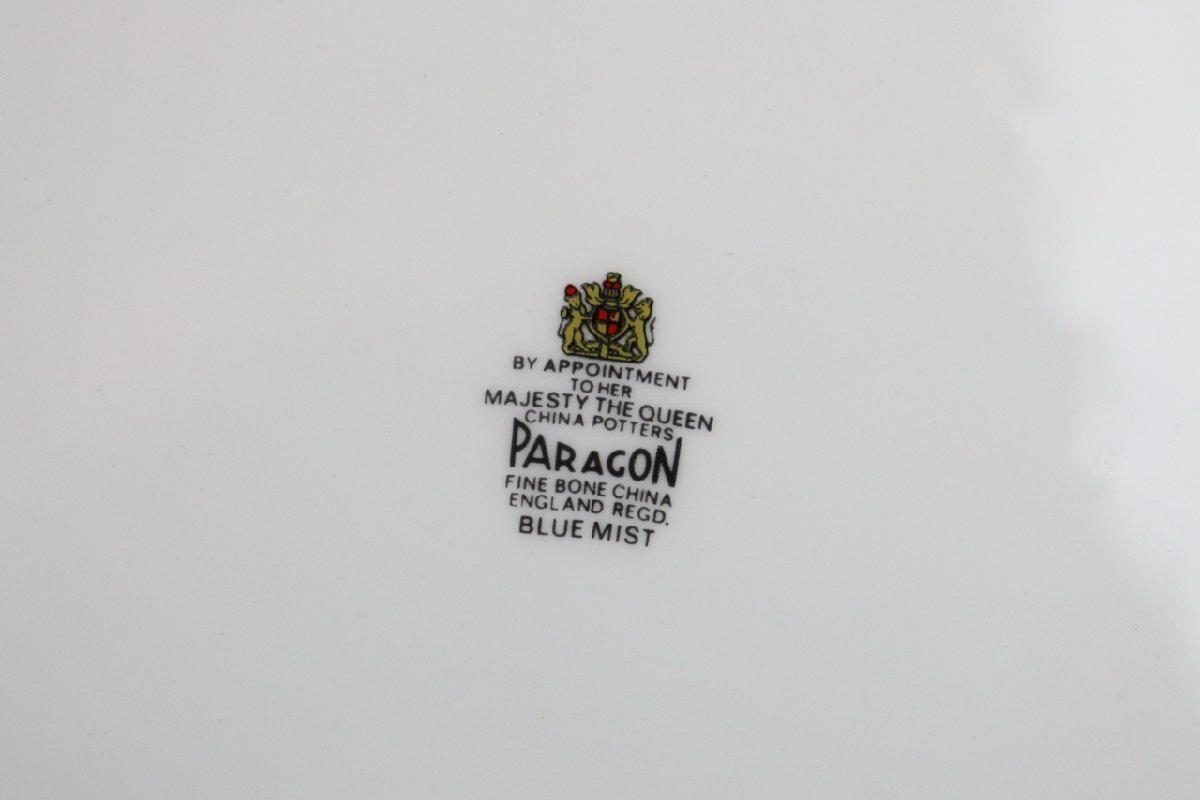 BY APPOINTMENT
TO HER
MAJESTY THE QUEEN
CHINA POTTERS
PARAGON
FINE BONE CHINA
ENGLAND REGD.
BLUE MIST